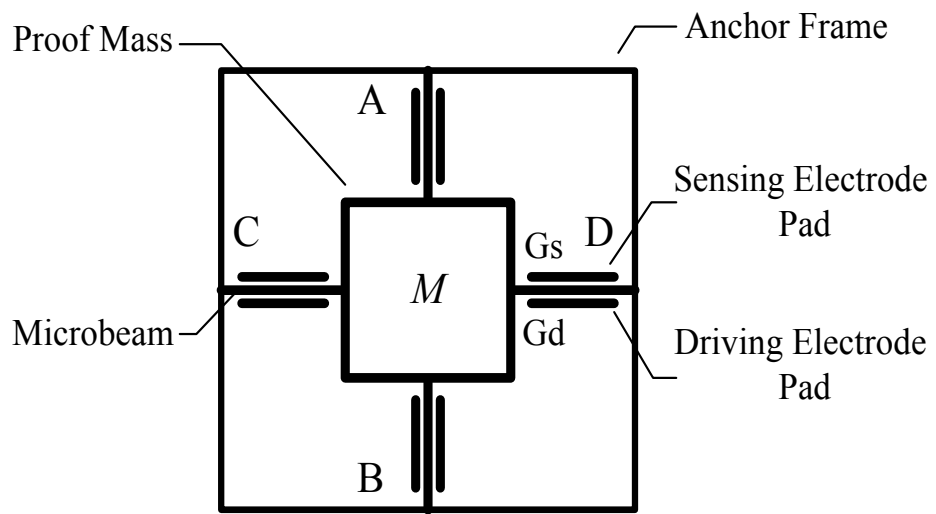 Proof Mass
Anchor Frame
A
Sensing Electrode
Pad
C
Gs
D
M
Microbeam
Gd
Driving Electrode
Pad
B